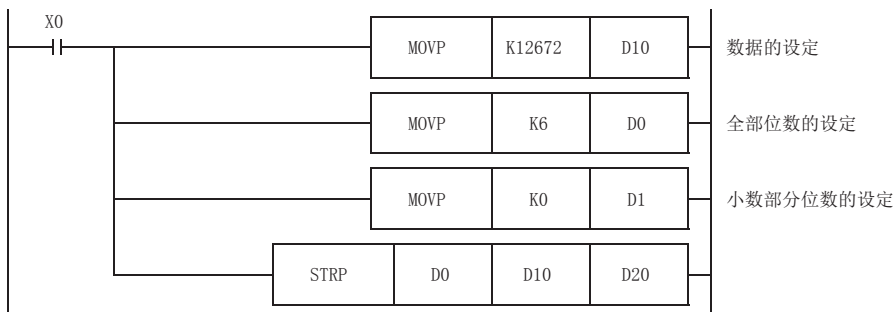 X0
MOVP K12672 D10 数据的设定
MOVP K6 D0 全部位数的设定
MOVP K0 D1 小数部分位数的设定
STRP D0 D10 D20